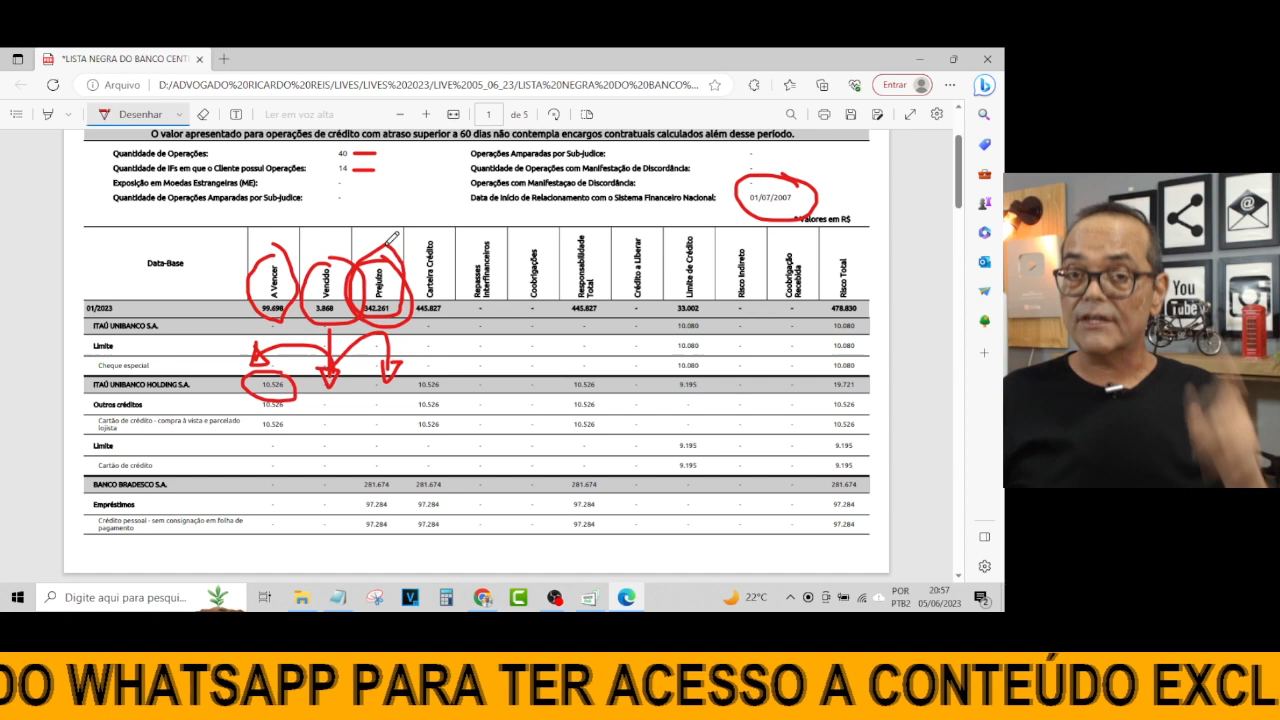 *LISTA NEGRA DO BANCO CENT
Arquivo D:/ADVOGADO%20RICARDO%20REIS/LIVES/LIVES%202023/LIVE%2005_06_23/LISTA%20NEGRA%20DO%20BANCO%... Entrar
Desenhar Ler em voz alta 1 de 5
O valor apresentado para operações de crédito com atraso superior a 60 dias não contempla encargos contratuais calculados além desse período.
Quantidade de Operações: 40 Operações Amparadas por Sub-Judice: -
Quantidade de IFs em que o Cliente possui Operações: 14 Quantidade de Operações com Manifestação de Discordância: -
Exposição em Moedas Estrangeiras (ME): - Operações com Manifestaçao de Discordância: -
Quantidade de Operações Amparadas por Sub-Judice: - Data de Início de Relacionamento com o Sistema Financeiro Nacional: 01/07/2007
* Valores em R$
Data-Base A Vencer Vencido Prejuízo Carteira Crédito Repasses Interfinanceiros Coobrigações Responsabilidade Total Crédito a Liberar Limite de Crédito Risco Indireto Coobrigação Recebida Risco Total
01/2023 99.698 3.868 342.261 445.827 - - 445.827 - 33.002 - - 478.830
ITAÚ UNIBANCO S.A. - - - - - - - - 10.080 - - 10.080
Limite - - - - - - - 10.080 - - 10.080
Cheque especial - - - - - - 10.080 - - 10.080
ITAÚ UNIBANCO HOLDING S.A. 10.526 - - 10.526 - - 10.526 - 9.195 - - 19.721
Outros créditos 10.526 - - 10.526 - - 10.526 - - - - 10.526
Cartão de crédito - compra à vista e parcelado lojista 10.526 - - 10.526 - - 10.526 - - - - 10.526
Limite - - - - - - - - 9.195 - - 9.195
Cartão de crédito - - - - - - - - 9.195 - - 9.195
BANCO BRADESCO S.A. - - 281.674 281.674 - - 281.674 - - - - 281.674
Empréstimos - - 97.284 97.284 - - 97.284 - - - - 97.284
Crédito pessoal - sem consignação em folha de pagamento - - 97.284 97.284 - - 97.284 - - - - 97.284
You
Tube
Digite aqui para pesqui... 22°C POR 20:57
PTB2 05/06/2023 2
DO WHATSAPP PARA TER ACESSO A CONTEÚDO EXCL